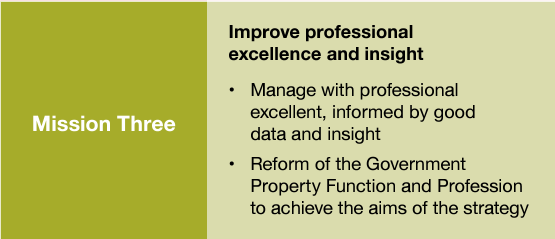 Mission Three
Improve professional
excellence and insight
• Manage with professional
excellent, informed by good
data and insight
• Reform of the Government
Property Function and Profession
to achieve the aims of the strategy